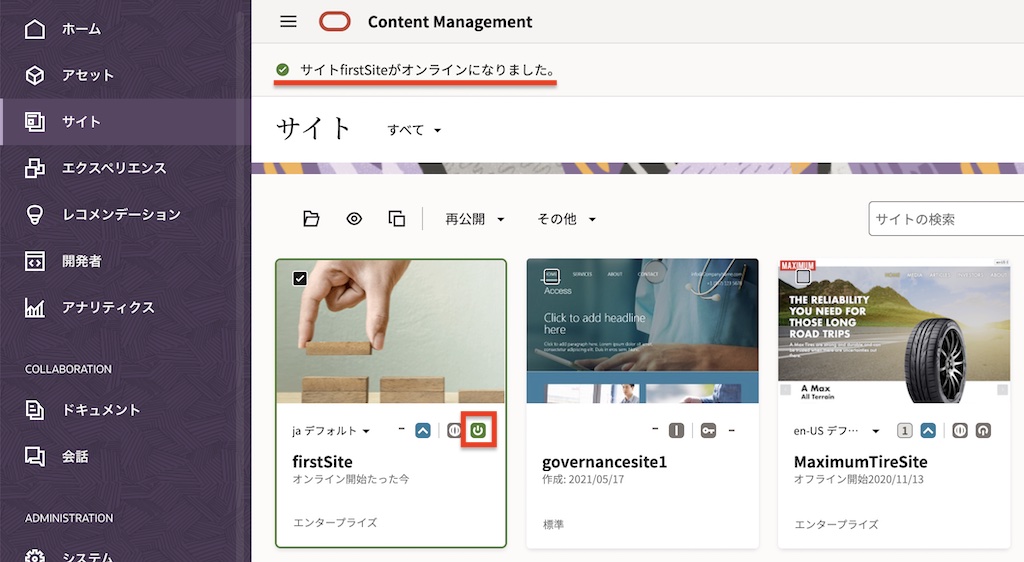 ホーム
アセット
サイト
エクスペリエンス
レコメンデーション
開発者
アナリティクス
COLLABORATION
ドキュメント
会話
ADMINISTRATION
システム
Content Management
サイトfirstSiteがオンラインになりました。
サイト すべて
再公開 その他 サイトの検索
ja デフォルト
firstSite
オンライン開始たった今
エンタープライズ
HOME SERVICES ABOUT CONTACT
Access
Click to add headline
here
governancesite1
作成: 2021/05/17
標準
MAXIMUM
THE RELIABILITY
YOU NEED FOR
THOSE LONG
ROAD TRIPS
A Max
All Terrain
en-US デフ… 1
MaximumTireSite
オフライン開始2020/11/13
エンタープライズ